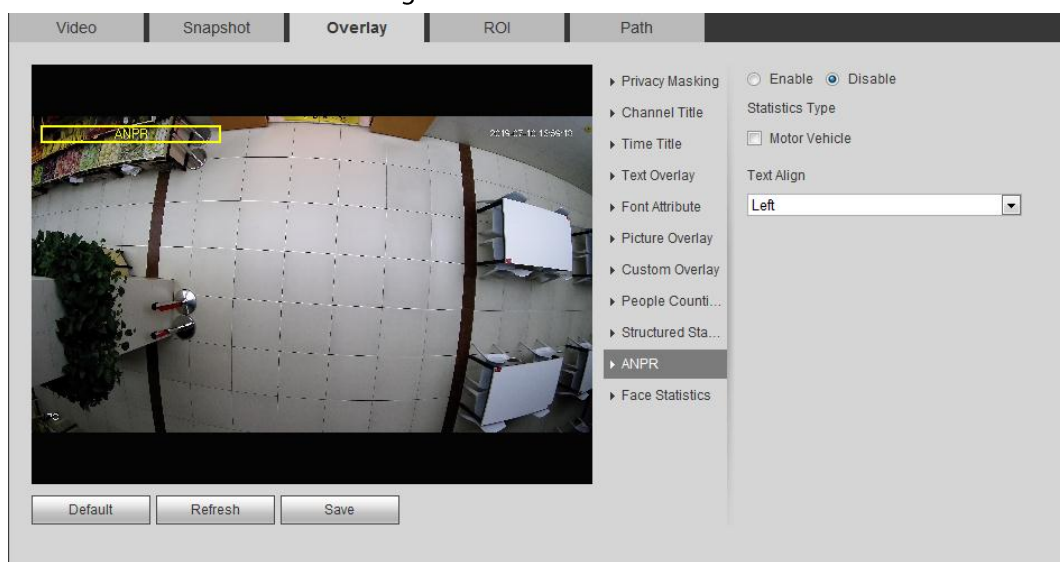 Video Snapshot Overlay ROI Path
ANPR
Privacy Masking
Channel Title
Time Title
Text Overlay
Font Attribute
Picture Overlay
Custom Overlay
People Counti...
Structured Sta...
ANPR
Face Statistics
Enable Disable
Statistics Type
Motor Vehicle
Text Align
Left
Default Refresh Save